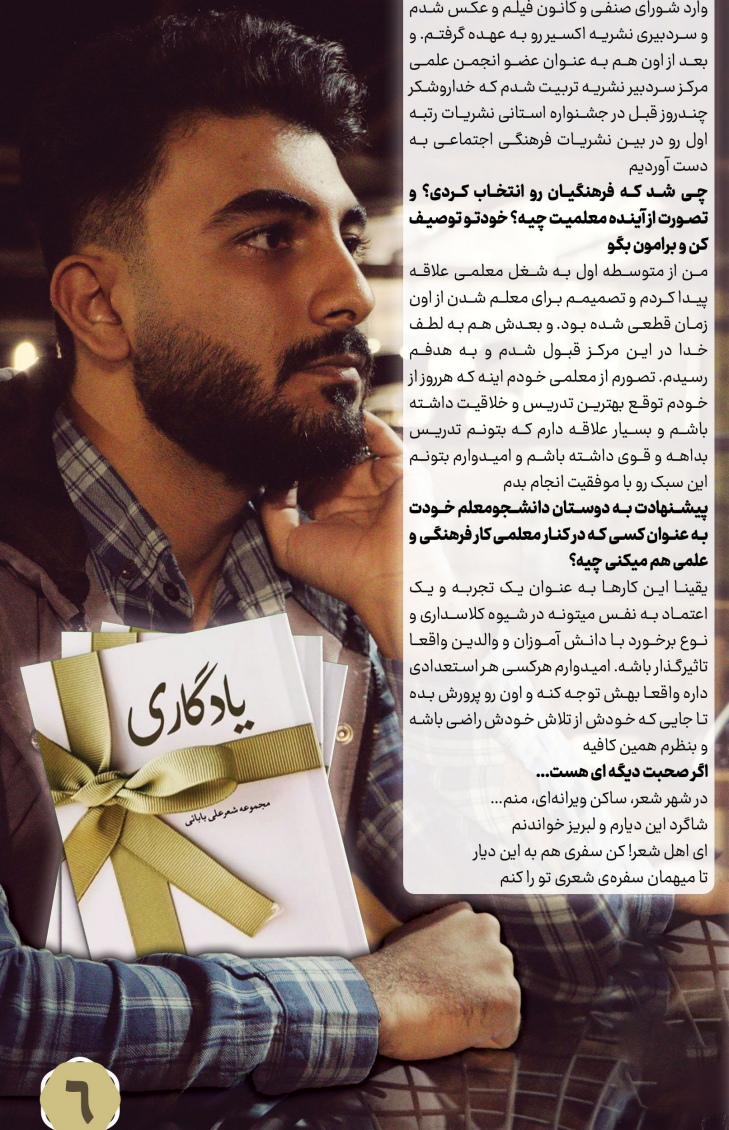 وارد شورای صنفی و کانون فیلم و عکس شدم
و سردبیری نشریه اکسیر رو به عهده گرفتم. و
بعد از اون هم به عنوان عضو انجمن علمی
مرکز سردبیر نشریه تربیت شدم که خداروشکر
چندروز قبل در جشنواره استانی نشریات رتبه
اول رو در بین نشریات فرهنگی اجتماعی به
دست آوردیم
چی شد که فرهنگیان رو انتخاب کردی؟ و
تصورت از آینده معلمیت چیه؟ خودتو توصیف
کن و برامون بگو
من از متوسطه اول به شغل معلمی علاقه
پیدا کردم و تصمیمم برای معلم شدن از اون
زمان قطعی شده بود. و بعدش هم به لطف
خدا در این مرکز قبول شدم و به هدفم
رسیدم. تصورم از معلمی خودم اینه که هرروز از
خودم توقع بهترین تدریس و خلاقیت داشته
باشم و بسیار علاقه دارم که بتونم تدریس
بداهه و قوی داشته باشم و امیدوارم بتونم
این سبک رو با موفقیت انجام بدم
پیشنهادت به دوستان دانشجومعلم خودت
به عنوان کسی که در کنار معلمی کار فرهنگی و
علمی هم میکنی چیه؟
یقینا این کارها به عنوان یک تجربه و یک
اعتماد به نفس میتونه در شیوه کلاسداری و
نوع برخورد با دانش آموزان و والدین واقعا
تاثیرگذار باشه. امیدوارم هرکسی هر استعدادی
داره واقعا بهش توجه کنه و اون رو پرورش بده
تا جایی که خودش از تلاش خودش راضی باشه
و بنظرم همین کافیه
اگر صحبت دیگه ای هست...
در شهر شعر، ساکن ویرانه‌ای، منم...
شاگرد این دیارم و لبریز خواندنم
ای اهل شعر! کن سفری هم به این دیار
تا میهمان سفره‌ی شعری تو را کنم
یادگاری
مجموعه شعر علی بابائی
٦